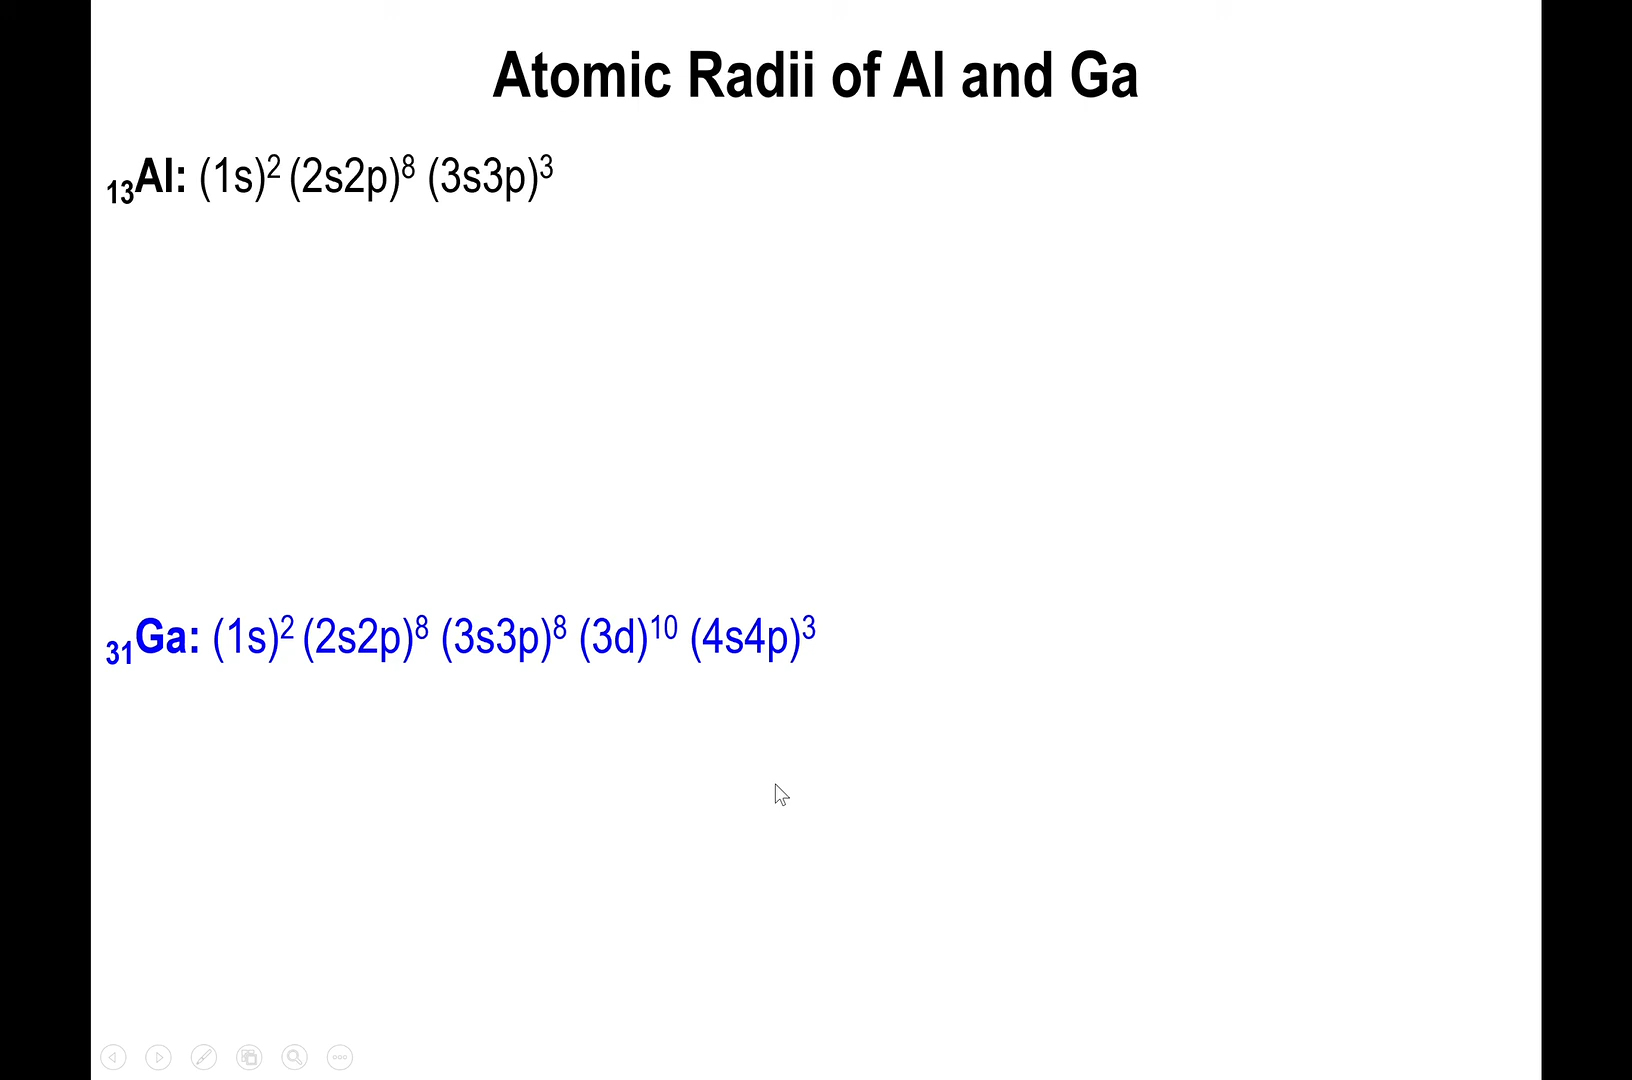 Atomic Radii of Al and Ga
₁₃Al: (1s)² (2s2p)⁸ (3s3p)³
₃₁Ga: (1s)² (2s2p)⁸ (3s3p)⁸ (3d)¹⁰ (4s4p)³